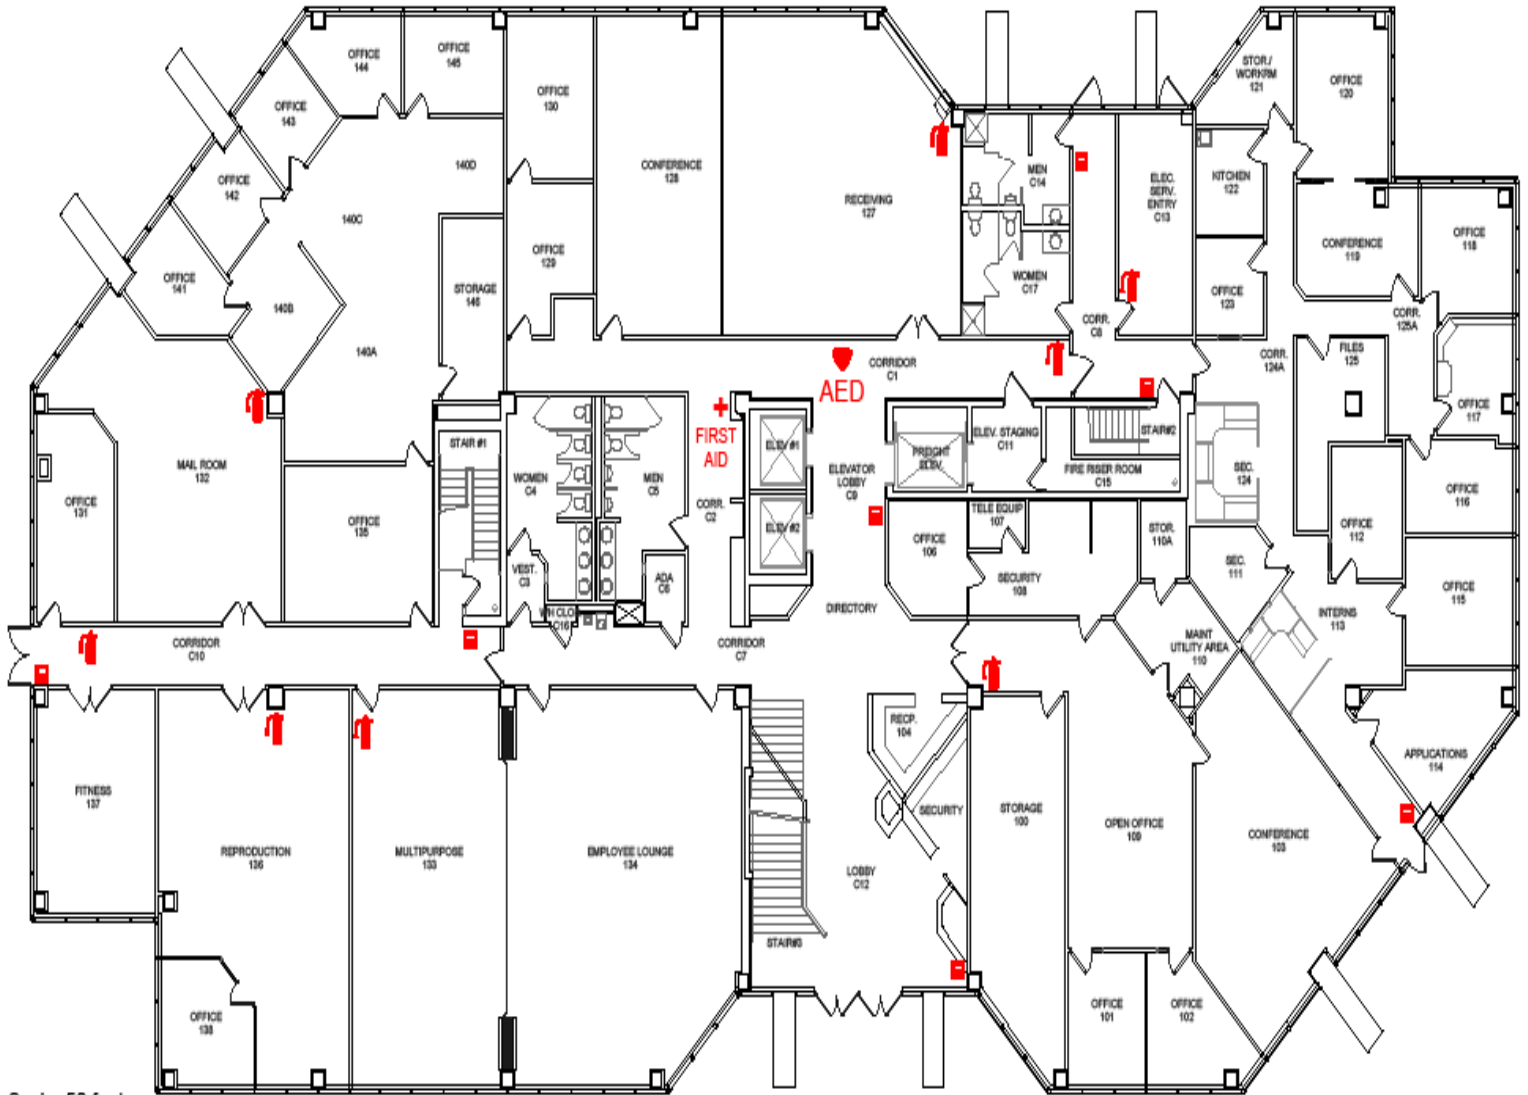 OFFICE
144
OFFICE
145
OFFICE
143
OFFICE
130
STOR./
WORKRM
121
OFFICE
120
OFFICE
142
140D
CONFERENCE
128
MEN
C14
ELEC.
SERV.
ENTRY
C13
KITCHEN
122
140C
RECEIVING
127
OFFICE
118
CONFERENCE
119
OFFICE
141
OFFICE
129
STORAGE
146
WOMEN
C17
OFFICE
123
140B
CORR.
C8
CORR.
125A
140A
CORRIDOR
C1
CORR.
124A
FILES
125
AED
OFFICE
117
FIRST
AID
STAIR #1
ELEV #1
ELEV. STAGING
C11
STAIR#2
FREIGHT
ELEV.
MAIL ROOM
132
WOMEN
C4
MEN
C5
ELEVATOR
LOBBY
C9
FIRE RISER ROOM
C15
SEC.
124
OFFICE
116
OFFICE
131
OFFICE
135
CORR.
C2
ELEV #2
OFFICE
106
TELE EQUIP
107
STOR.
110A
OFFICE
112
VEST.
C3
ADA
C6
SECURITY
108
SEC.
111
OFFICE
115
WH CLO
C16
DIRECTORY
INTERNS
113
CORRIDOR
C10
CORRIDOR
C7
MAINT
UTILITY AREA
110
RECP.
104
APPLICATIONS
114
FITNESS
137
SECURITY
STORAGE
100
OPEN OFFICE
109
CONFERENCE
103
REPRODUCTION
136
MULTIPURPOSE
133
EMPLOYEE LOUNGE
134
LOBBY
C12
STAIR#3
OFFICE
138
OFFICE
101
OFFICE
102